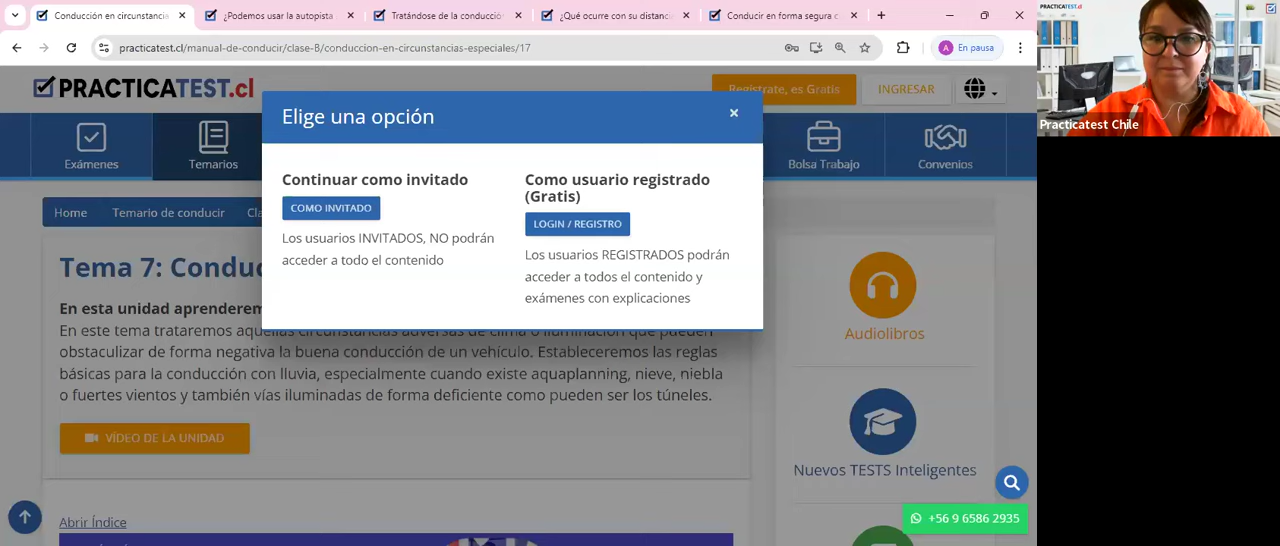 Conducción en circunstancia
¿Podemos usar la autopista
Tratándose de la conducción
¿Qué ocurre con su distanci
Conducir en forma segura c
practicatest.cl/manual-de-conducir/clase-B/conduccion-en-circunstancias-especiales/17
A
En pausa
PRACTICATEST.cl
Regístrate, es Gratis
INGRESAR
Exámenes
Temarios
Bolsa Trabajo
Convenios
Elige una opción
×
Continuar como invitado
COMO INVITADO
Los usuarios INVITADOS, NO podrán
acceder a todo el contenido
Como usuario registrado
(Gratis)
LOGIN / REGISTRO
Los usuarios REGISTRADOS podrán
acceder a todos el contenido y
exámenes con explicaciones
Home
Temario de conducir
Cla
Tema 7: Conduc
En esta unidad aprenderem
En este tema trataremos aquellas circunstancias adversas de clima o iluminación que pueden
obstaculizar de forma negativa la buena conducción de un vehículo. Estableceremos las reglas
básicas para la conducción con lluvia, especialmente cuando existe aquaplanning, nieve, niebla
o fuertes vientos y también vías iluminadas de forma deficiente como pueden ser los túneles.
VÍDEO DE LA UNIDAD
Abrir Índice
Audiolibros
Nuevos TESTS Inteligentes
+56 9 6586 2935
PRACTICATEST.cl
Practicatest Chile